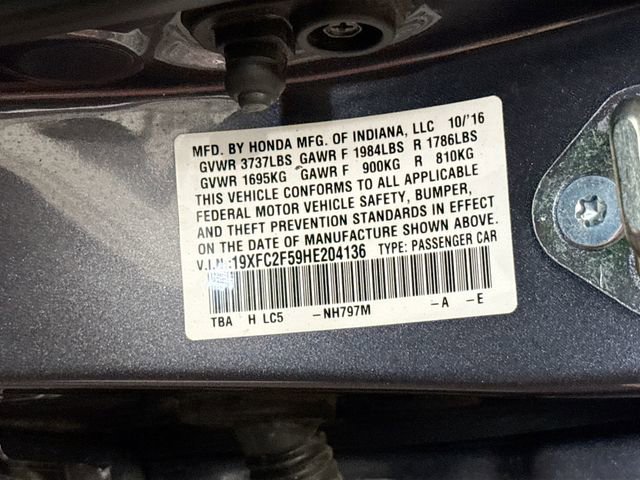 MFD. BY HONDA MFG. OF INDIANA, LLC 10/'16
GVWR 3737LBS GAWR F 1984LBS R 1786LBS
GVWR 1695KG GAWR F 900KG R 810KG
THIS VEHICLE CONFORMS TO ALL APPLICABLE
FEDERAL MOTOR VEHICLE SAFETY, BUMPER,
AND THEFT PREVENTION STANDARDS IN EFFECT
ON THE DATE OF MANUFACTURE SHOWN ABOVE.
V.I.N.:19XFC2F59HE204136 TYPE: PASSENGER CAR
TBA H LC5 -NH797M -A -E